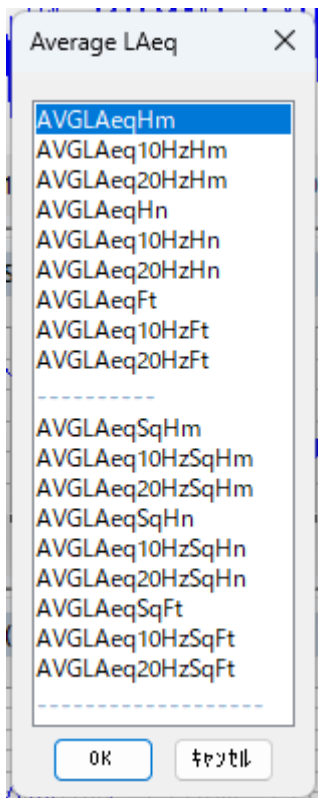 Average LAeq
AVGLAeqHm
AVGLAeq10HzHm
AVGLAeq20HzHm
AVGLAeqHn
AVGLAeq10HzHn
AVGLAeq20HzHn
AVGLAeqFt
AVGLAeq10HzFt
AVGLAeq20HzFt
----------
AVGLAeqSqHm
AVGLAeq10HzSqHm
AVGLAeq20HzSqHm
AVGLAeqSqHn
AVGLAeq10HzSqHn
AVGLAeq20HzSqHn
AVGLAeqSqFt
AVGLAeq10HzSqFt
AVGLAeq20HzSqFt
-------------------
OK
ｷｬﾝｾﾙ